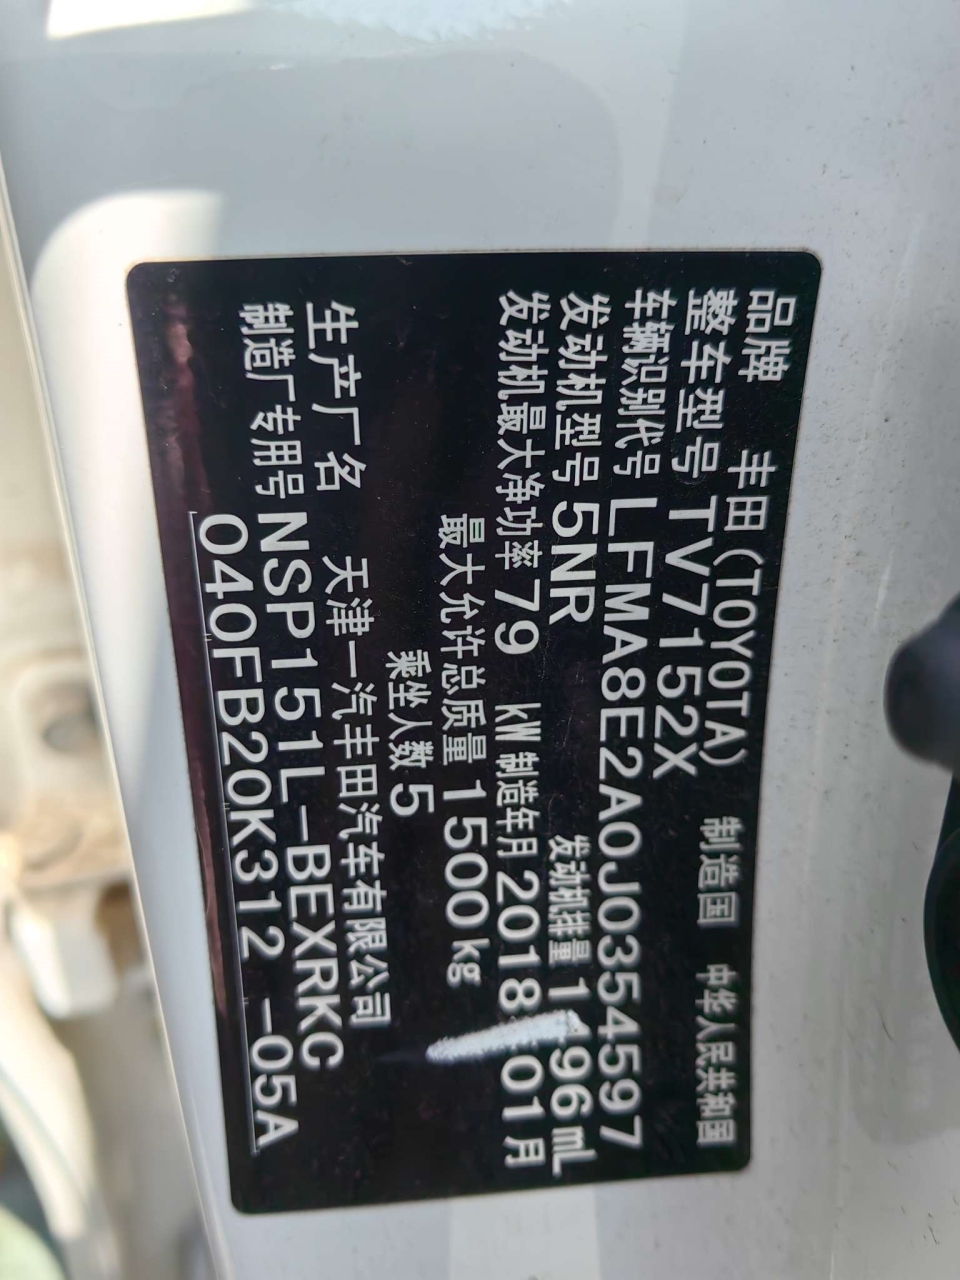 品牌 丰田(TOYOTA) 制造国 中华人民共和国
整车型号 TV7152X
车辆识别代号 LFMA8E2A0J0354597
发动机型号 5NR 发动机排量 1496mL
发动机最大净功率 79 kW 制造年月 2018 01月
最大允许总质量 1500kg
乘坐人数 5
生产厂名 天津一汽丰田汽车有限公司
制造厂专用号 NSP151L-BEXRKC
040FB20K312 -05A